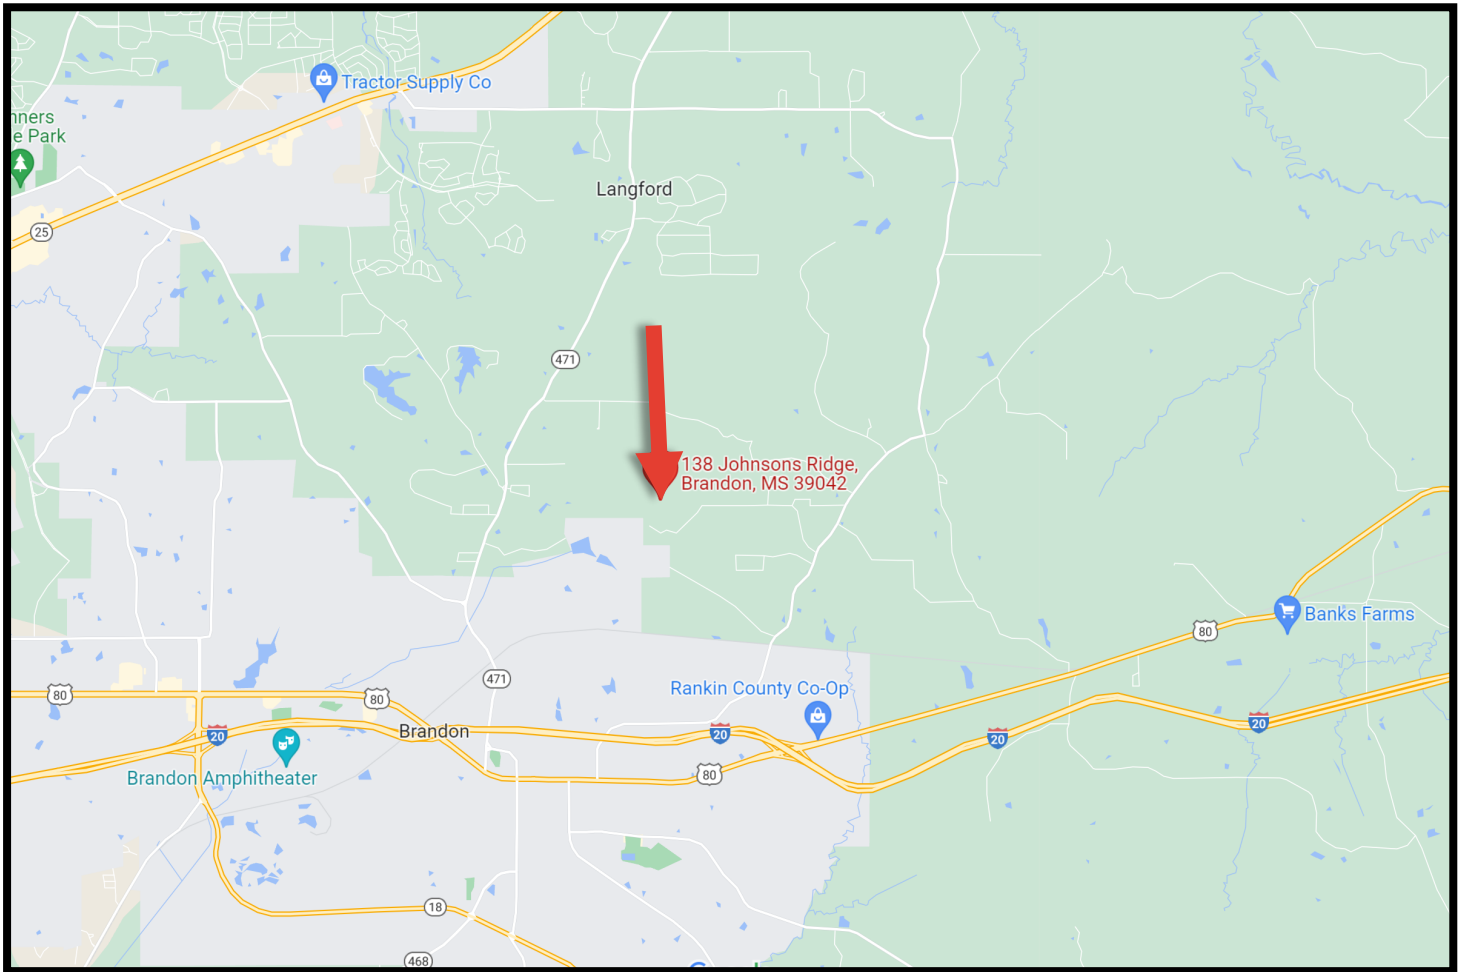 Tractor Supply Co
nners
e Park
Langford
25
471
138 Johnsons Ridge,
Brandon, MS 39042
Banks Farms
80
471
Rankin County Co-Op
80
80
20
Brandon
20
20
20
Brandon Amphitheater
80
18
468